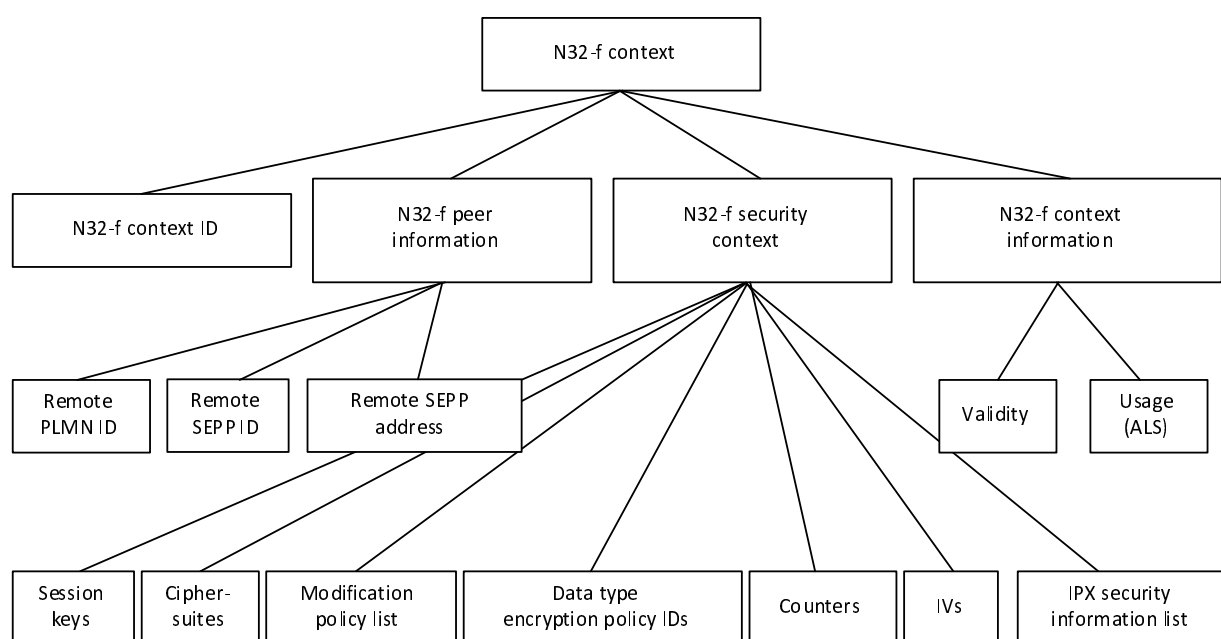 N32-f context
N32-f context ID
N32-f peer
information
N32-f security
context
N32-f context
information
Remote
PLMN ID
Remote
SEPP ID
Remote SEPP
address
Validity
Usage
(ALS)
Session
keys
Cipher-
suites
Modification
policy list
Data type
encryption policy IDs
Counters
IVs
IPX security
information list